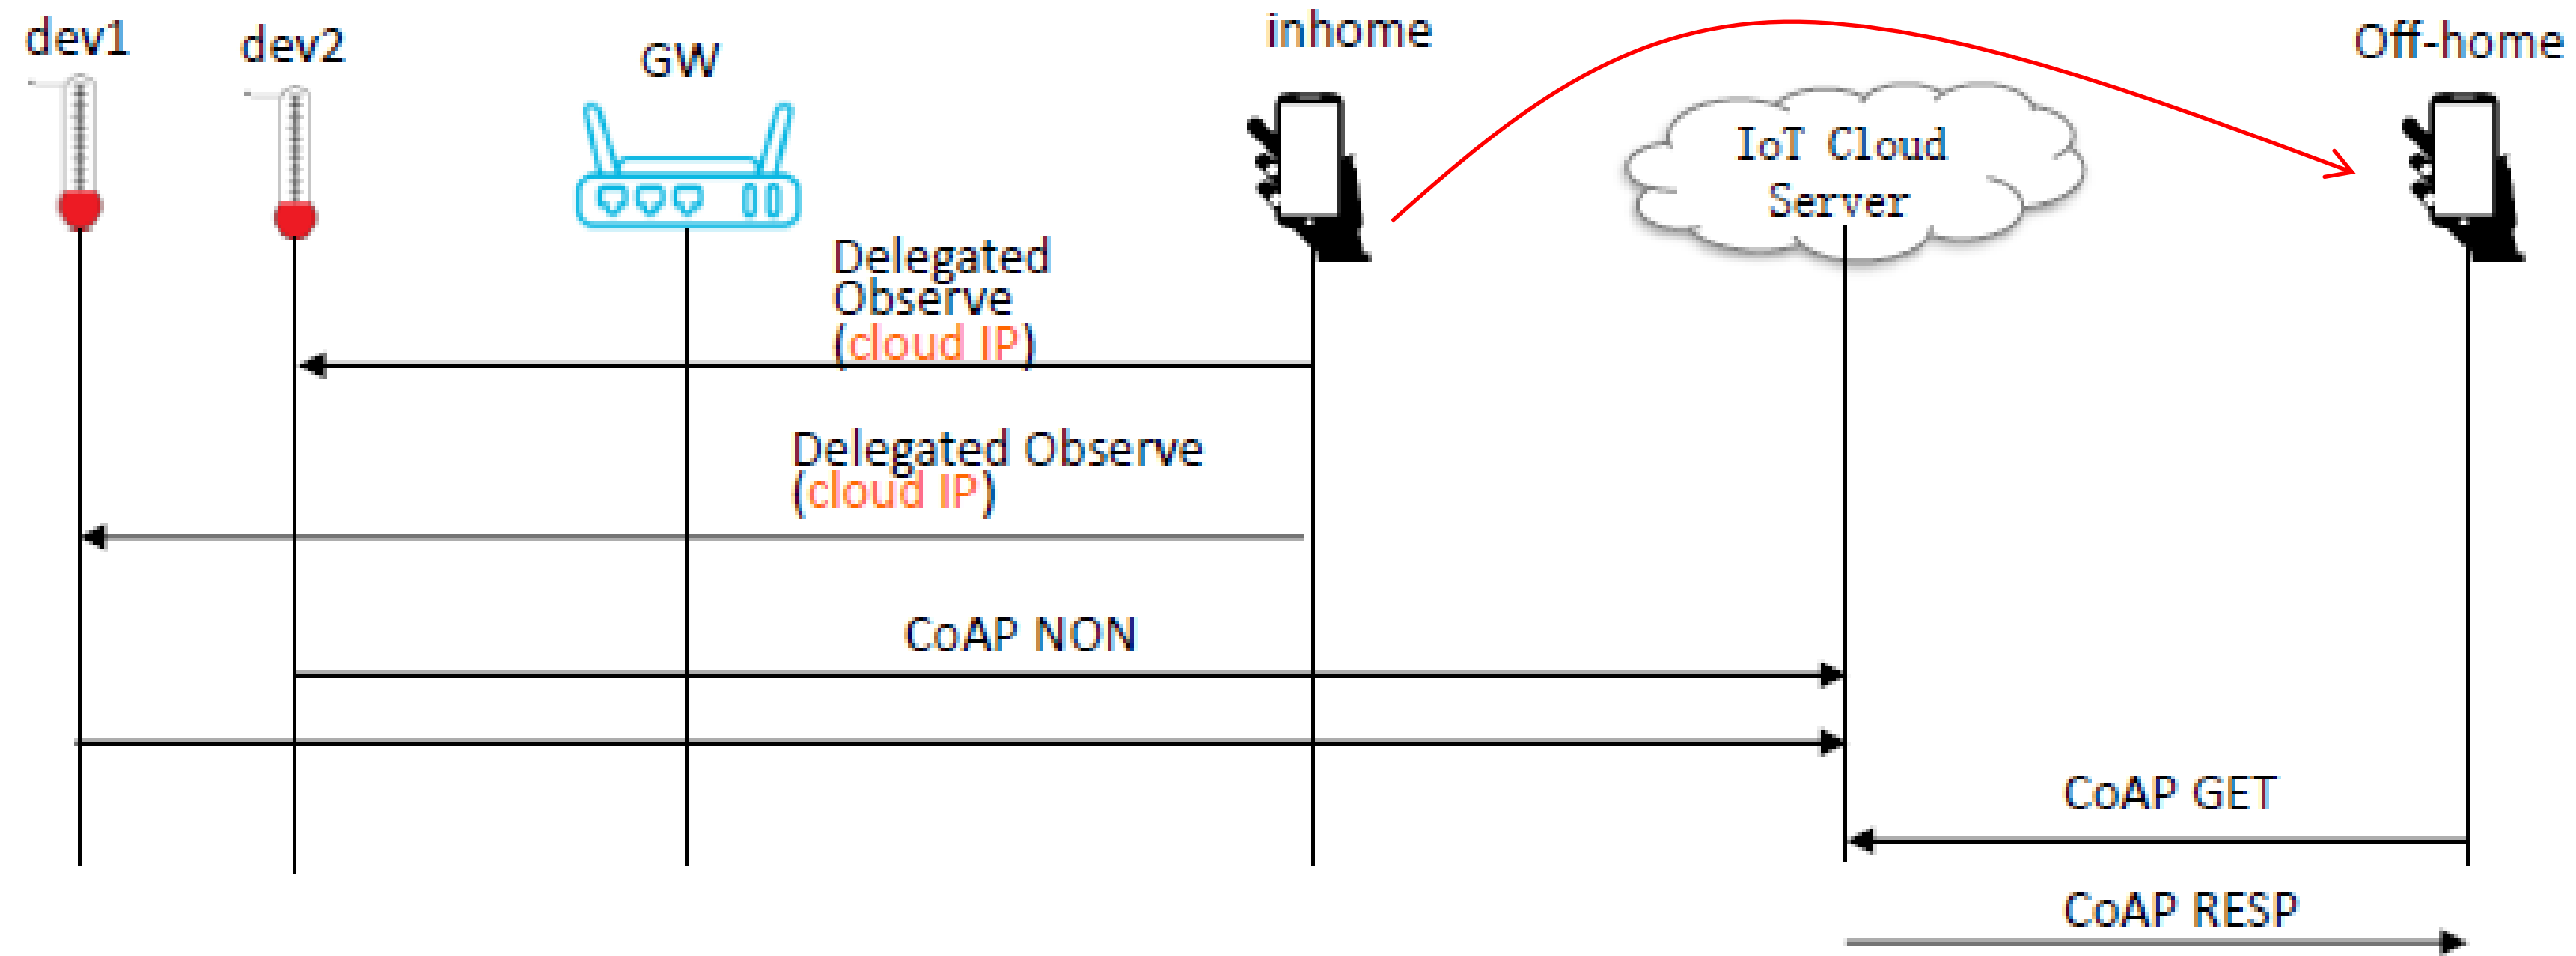 dev1
dev2
GW
inhome
Off-home
IoT Cloud
Server
Delegated
Observe
(cloud IP)
Delegated Observe
(cloud IP)
CoAP NON
CoAP GET
CoAP RESP